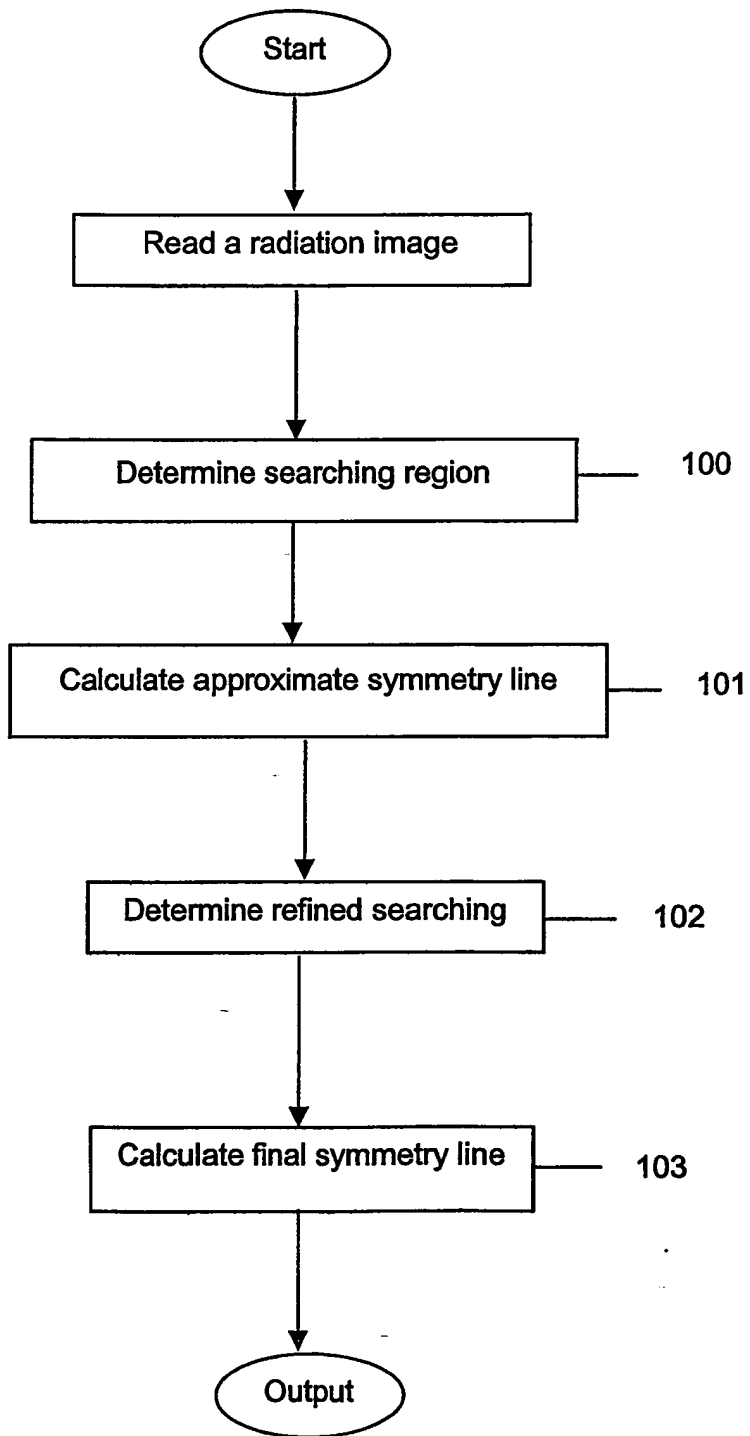 Start
Read a radiation image
Determine searching region
100
Calculate approximate symmetry line
101
Determine refined searching
102
Calculate final symmetry line
103
Output